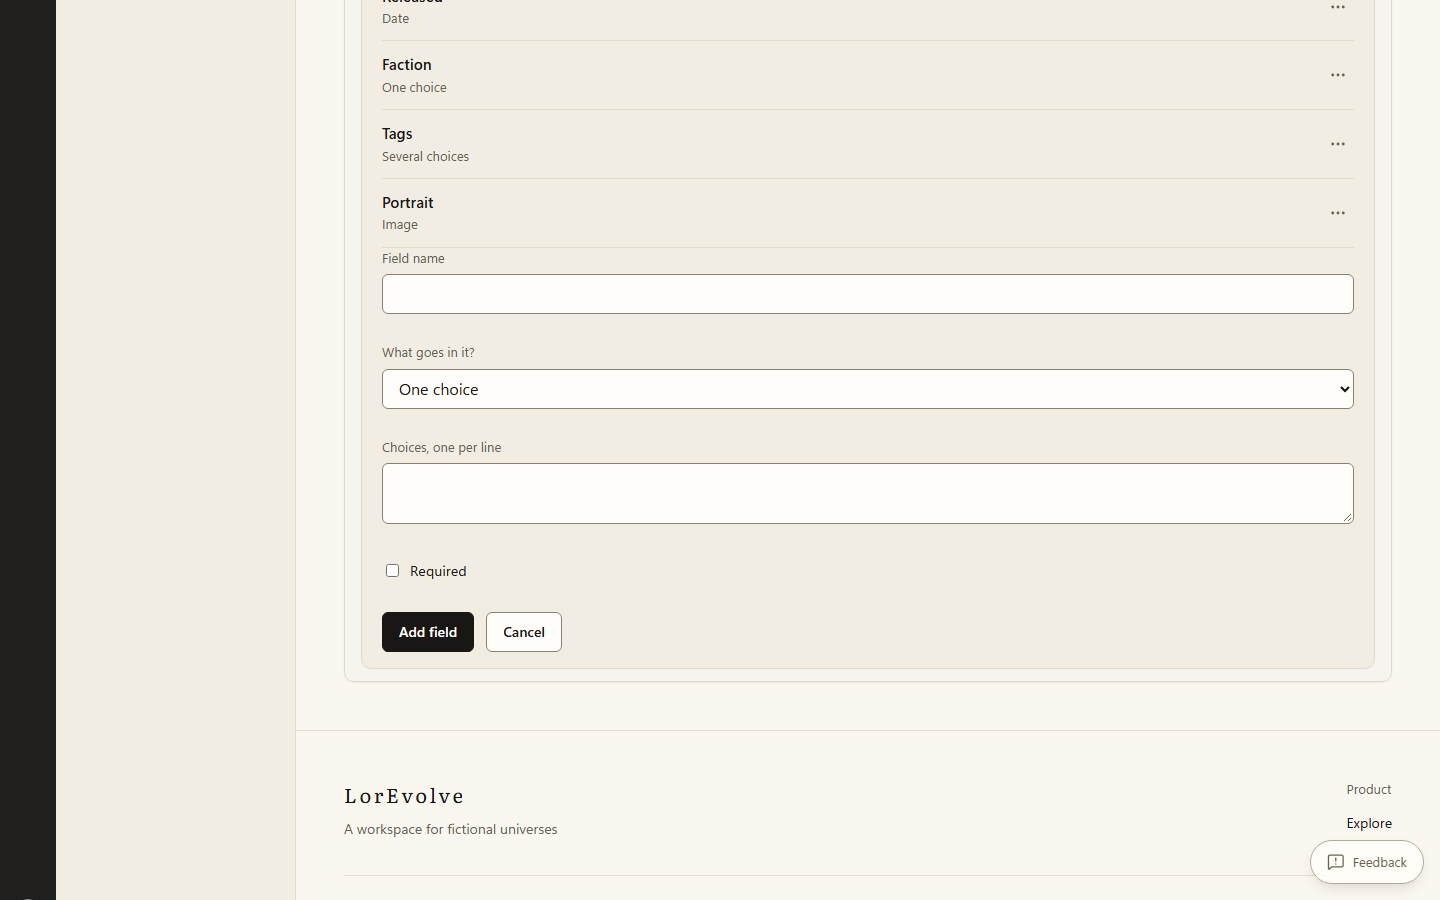 Released
Date
Faction
One choice
Tags
Several choices
Portrait
Image
Field name
What goes in it?
One choice
Choices, one per line
Required
Add field
Cancel
LorEvolve
A workspace for fictional universes
Product
Explore
Feedback